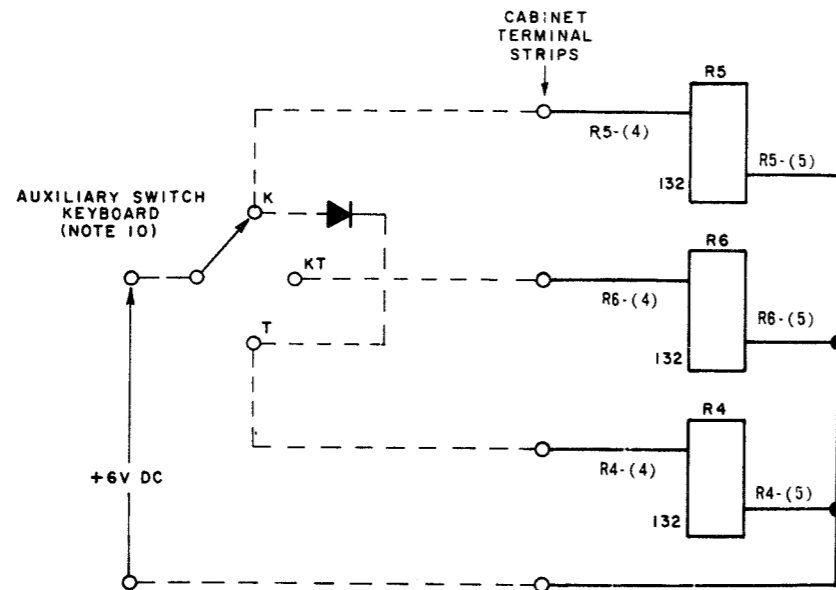 CABINET
TERMINAL
STRIPS
R5
R5-(4)
R5-(5)
132
AUXILIARY SWITCH
KEYBOARD
(NOTE 10)
K
R6
KT
R6-(4)
R6-(5)
T
132
R4
+6V DC
R4-(4)
R4-(5)
132